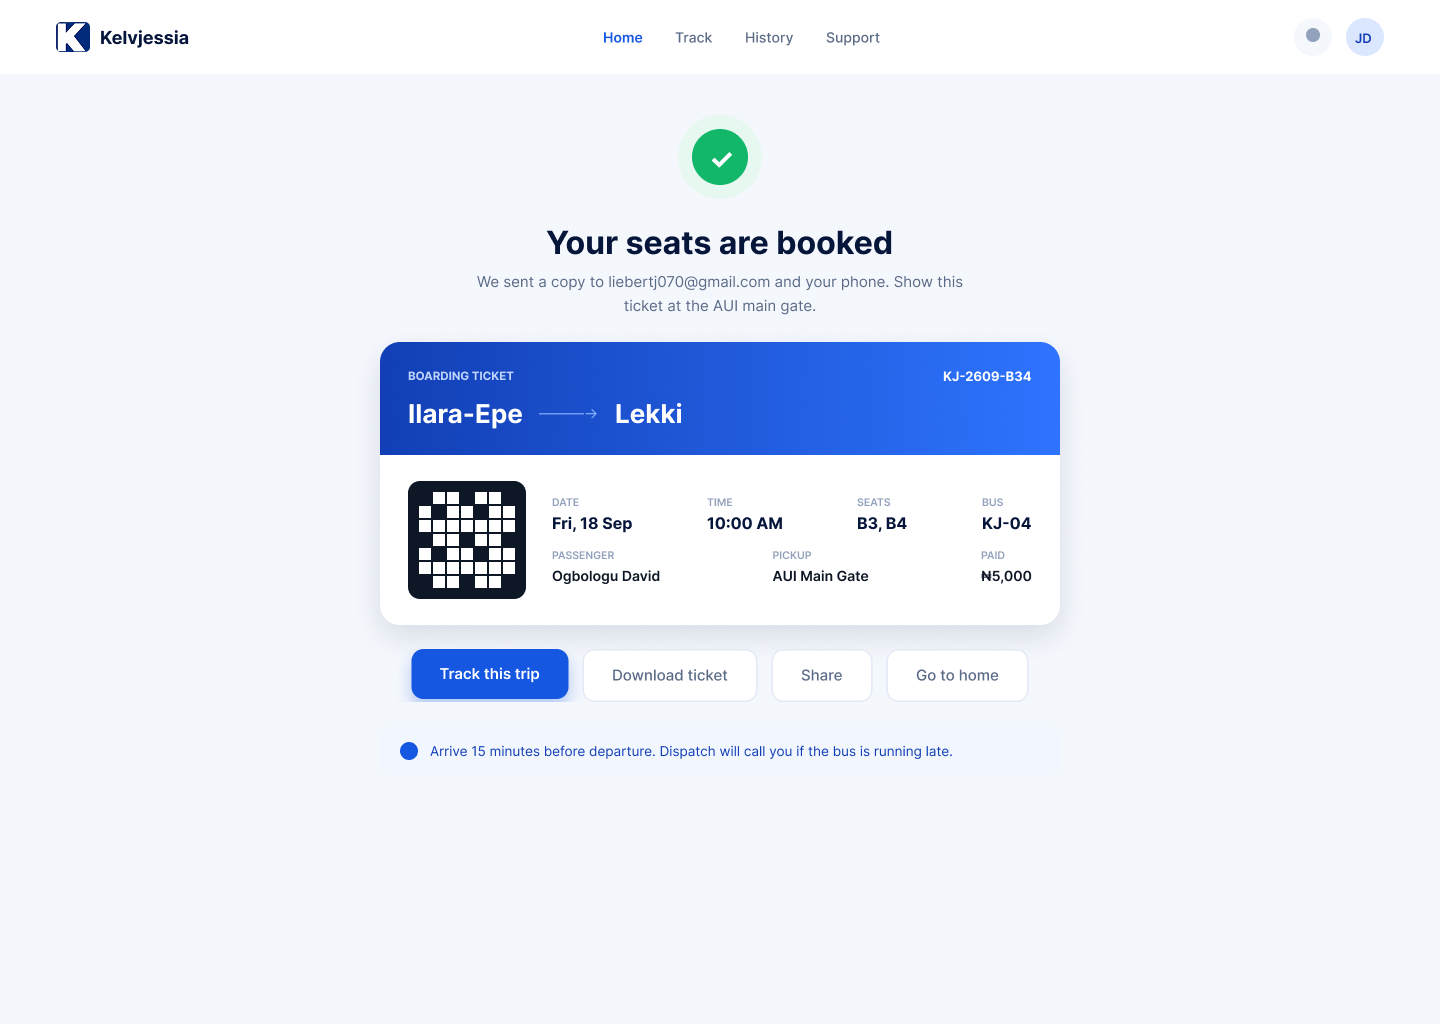 Kelvjessia
Home
Track
History
Support
JD
Your seats are booked
We sent a copy to liebertj070@gmail.com and your phone. Show this
ticket at the AUI main gate.
BOARDING TICKET
KJ-2609-B34
Ilara-Epe → Lekki
DATE
TIME
SEATS
BUS
Fri, 18 Sep
10:00 AM
B3, B4
KJ-04
PASSENGER
PICKUP
PAID
Ogbologu David
AUI Main Gate
₦5,000
Track this trip
Download ticket
Share
Go to home
Arrive 15 minutes before departure. Dispatch will call you if the bus is running late.